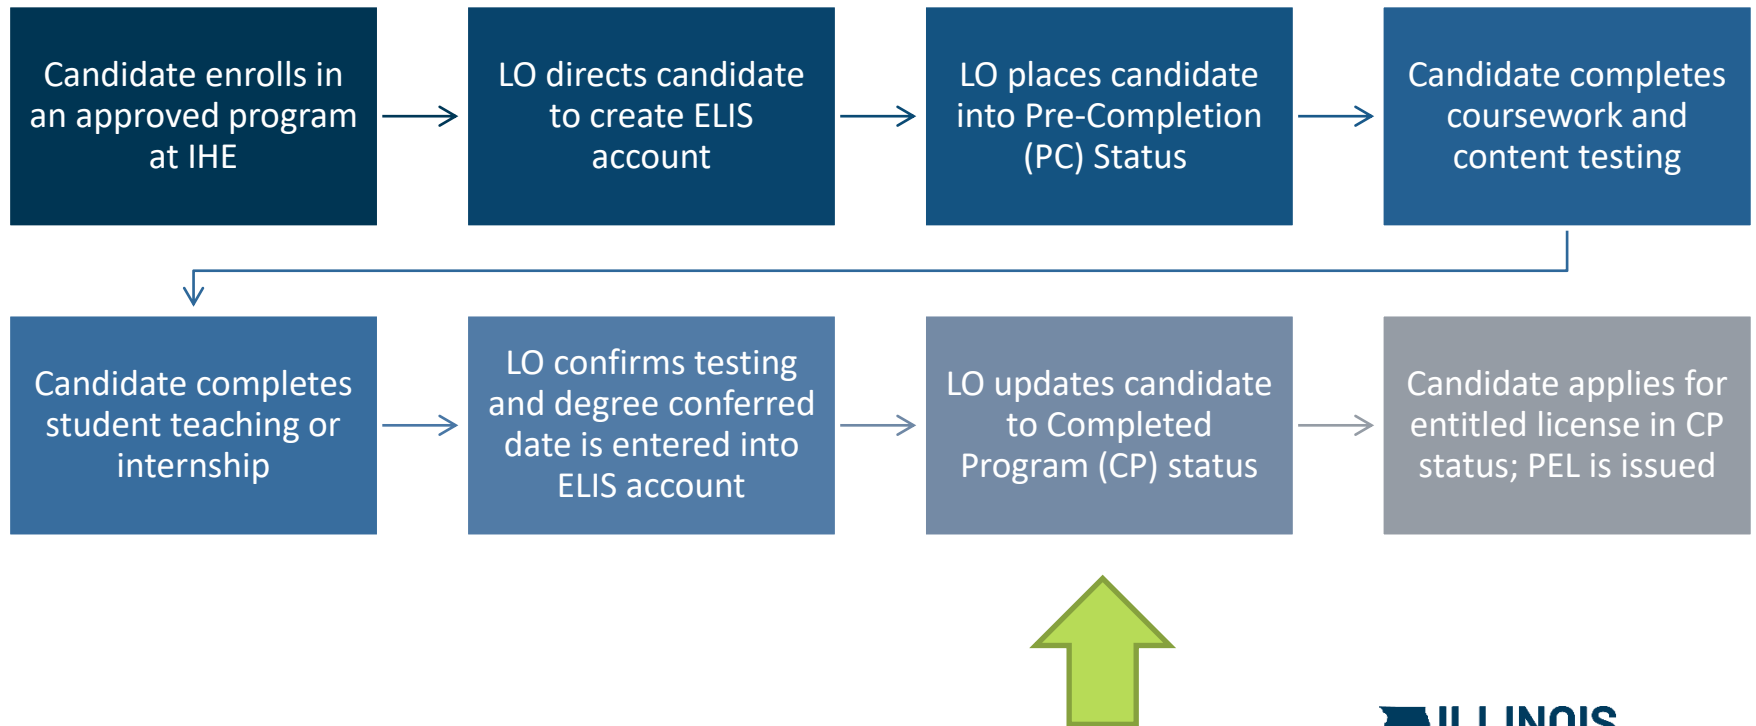 Candidate enrolls in
an approved program
at IHE
LO directs candidate
to create ELIS
account
LO places candidate
into Pre-Completion
(PC) Status
Candidate completes
coursework and
content testing
Candidate completes
student teaching or
internship
LO confirms testing
and degree conferred
date is entered into
ELIS account
LO updates candidate
to Completed
Program (CP) status
Candidate applies for
entitled license in CP
status; PEL is issued
ILLINOIS